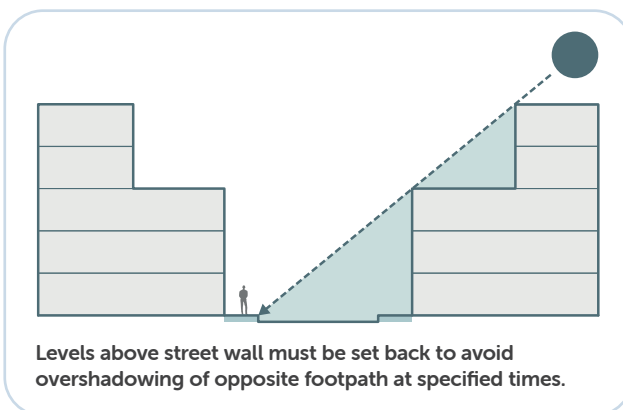 Levels above street wall must be set back to avoid
overshadowing of opposite footpath at specified times.